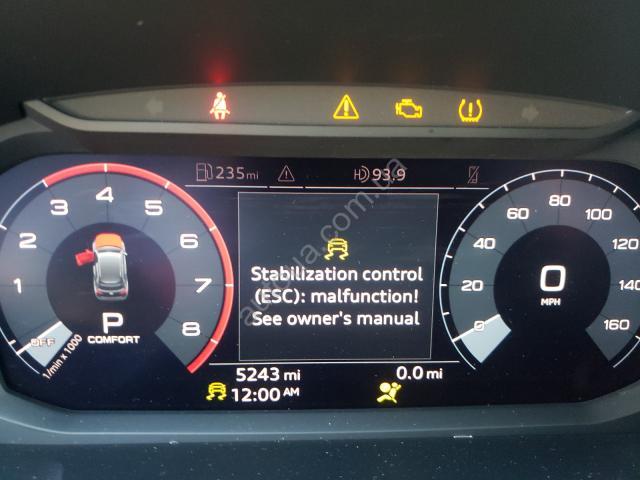 235mi
93.9
3 4 5 6
2 7
1 8
OFF
1/min x 1000
P
COMFORT
Stabilization control
(ESC): malfunction!
See owner's manual
5243 mi 0.0 mi
12:00 AM
80 100
60 120
40
20 140
0 160
0
MPH